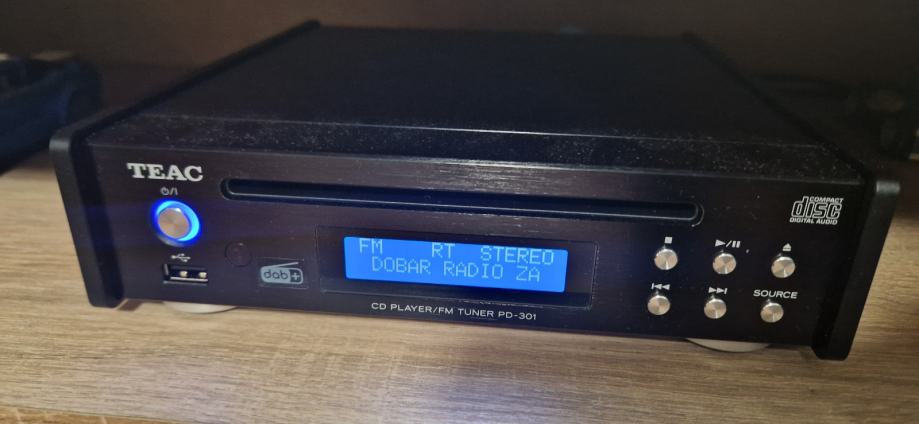 TEAC
COMPACT
disc
DIGITAL AUDIO
dab+
FM RT STEREO
DOBAR RADIO ZA
SOURCE
CD PLAYER/FM TUNER PD-301